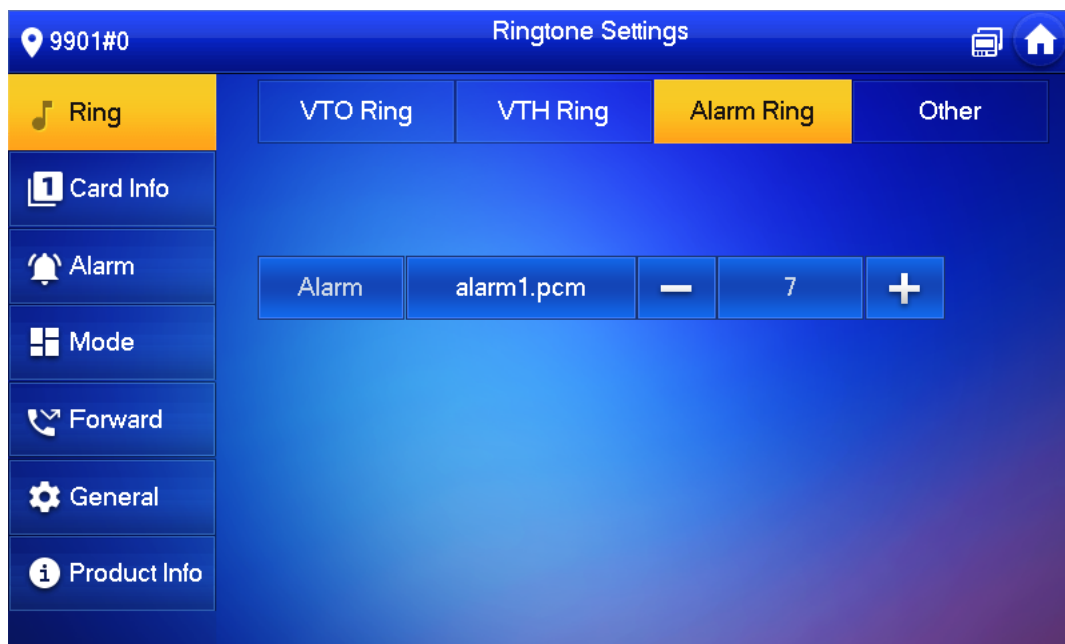 9901#0
Ringtone Settings
Ring
VTO Ring
VTH Ring
Alarm Ring
Other
1 Card Info
Alarm
Alarm
alarm1.pcm
7
Mode
Forward
General
Product Info